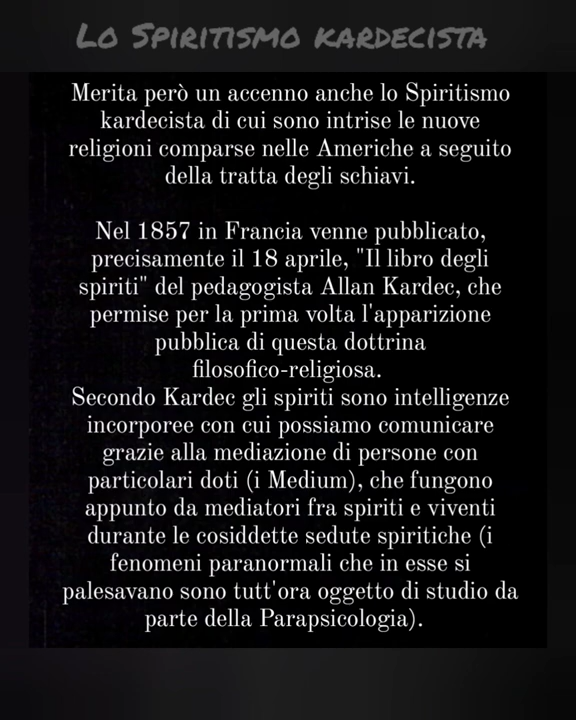 Lo Spiritismo kardecista
Merita però un accenno anche lo Spiritismo
kardecista di cui sono intrise le nuove
religioni comparse nelle Americhe a seguito
della tratta degli schiavi.
Nel 1857 in Francia venne pubblicato,
precisamente il 18 aprile, "Il libro degli
spiriti" del pedagogista Allan Kardec, che
permise per la prima volta l'apparizione
pubblica di questa dottrina
filosofico-religiosa.
Secondo Kardec gli spiriti sono intelligenze
incorporee con cui possiamo comunicare
grazie alla mediazione di persone con
particolari doti (i Medium), che fungono
appunto da mediatori fra spiriti e viventi
durante le cosiddette sedute spiritiche (i
fenomeni paranormali che in esse si
palesavano sono tutt'ora oggetto di studio da
parte della Parapsicologia).